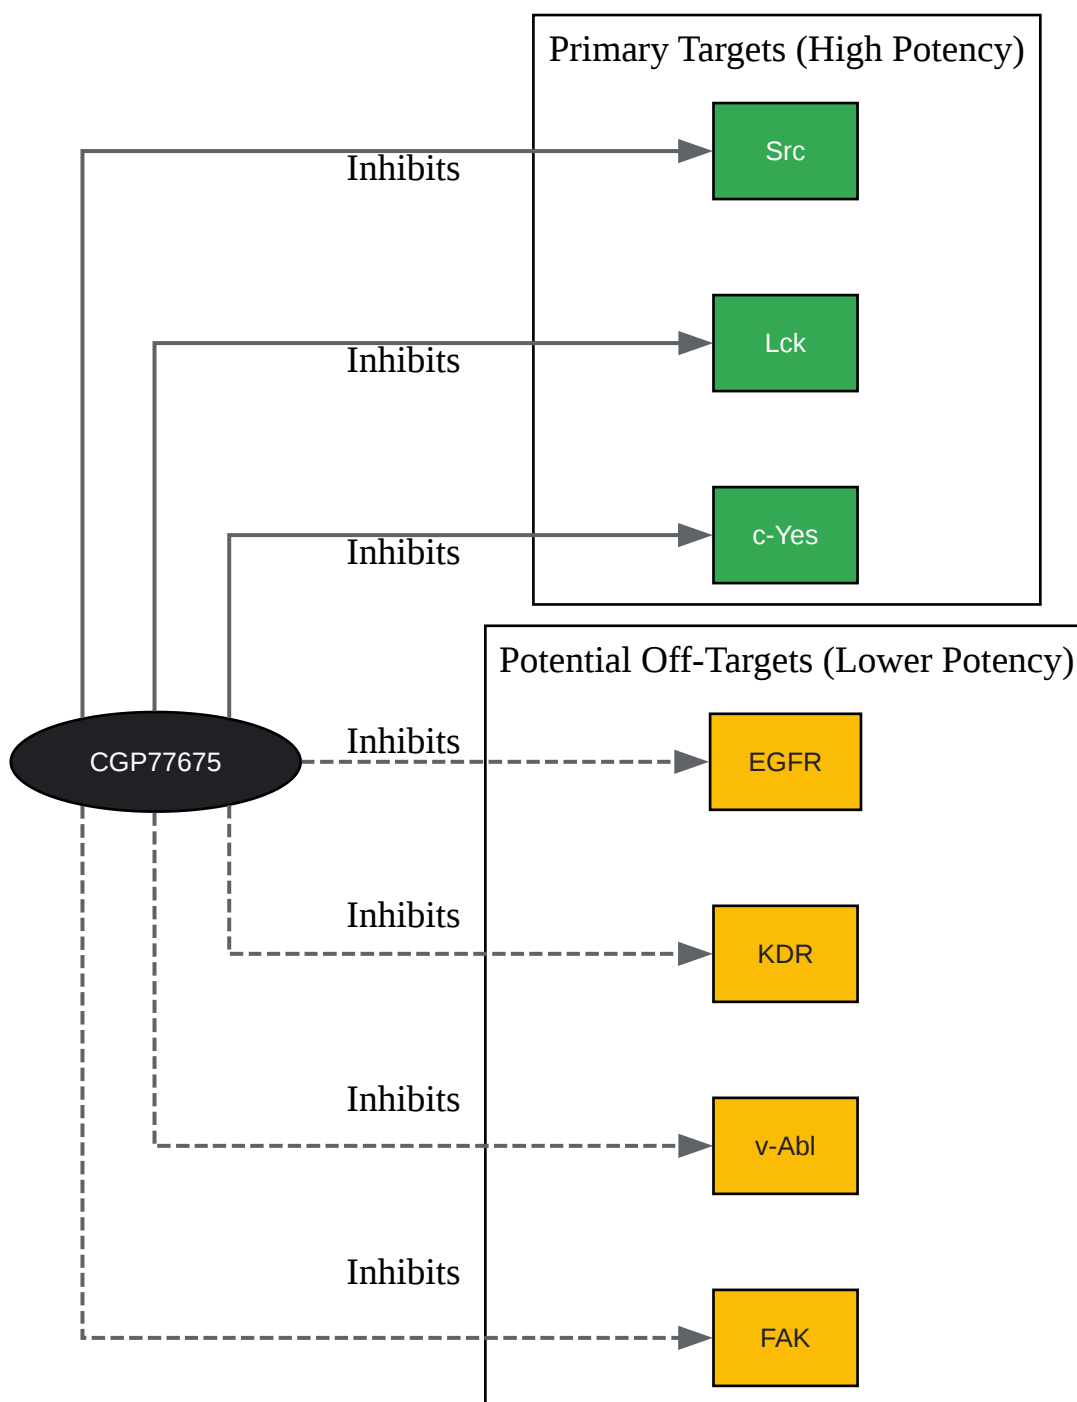 Primary Targets (High Potency)
Src
Inhibits
Lck
Inhibits
c-Yes
Inhibits
Potential Off-Targets (Lower Potency)
CGP77675
Inhibits
EGFR
Inhibits
KDR
Inhibits
v-Abl
Inhibits
FAK